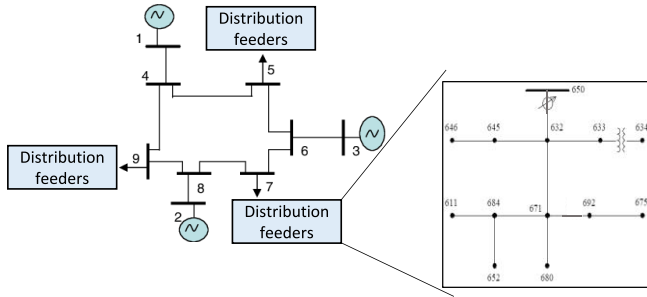 Distribution
feeders
1
4
5
Distribution
feeders
9
8
2
7
6
3
Distribution
feeders
650
646 645 632 633 634
611 684 671 692 675
652 680